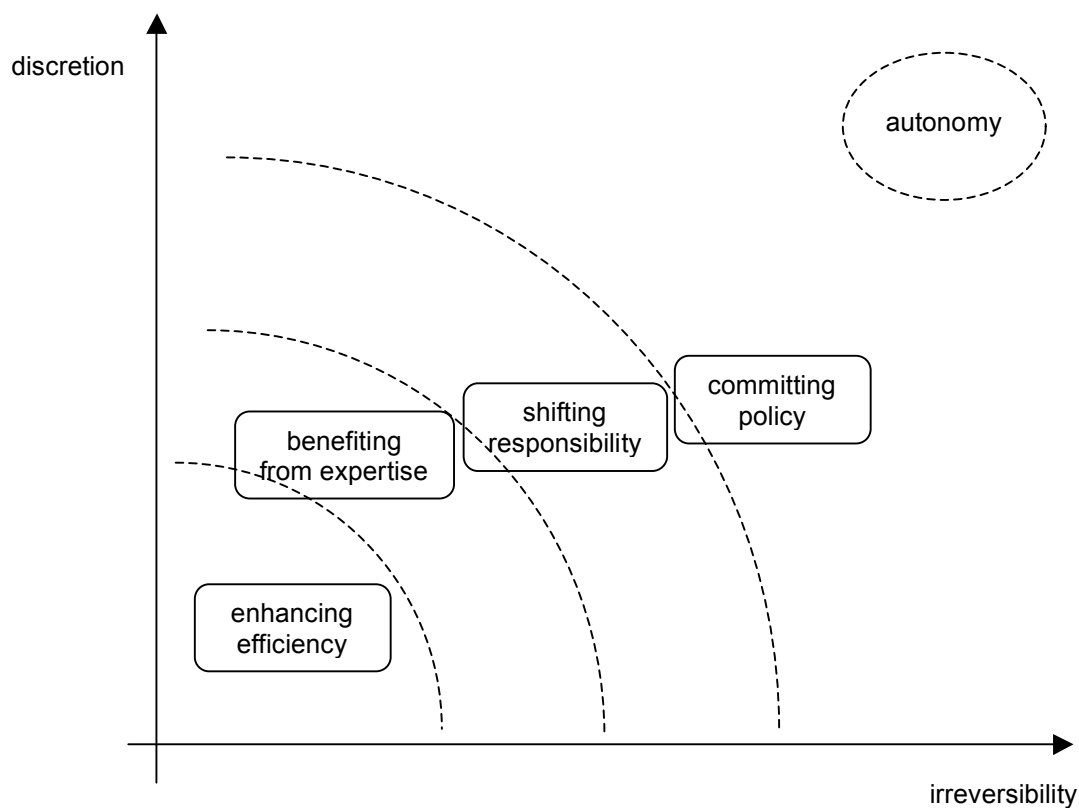 discretion
autonomy
committing
policy
shifting
responsibility
benefiting
from expertise
enhancing
efficiency
irreversibility